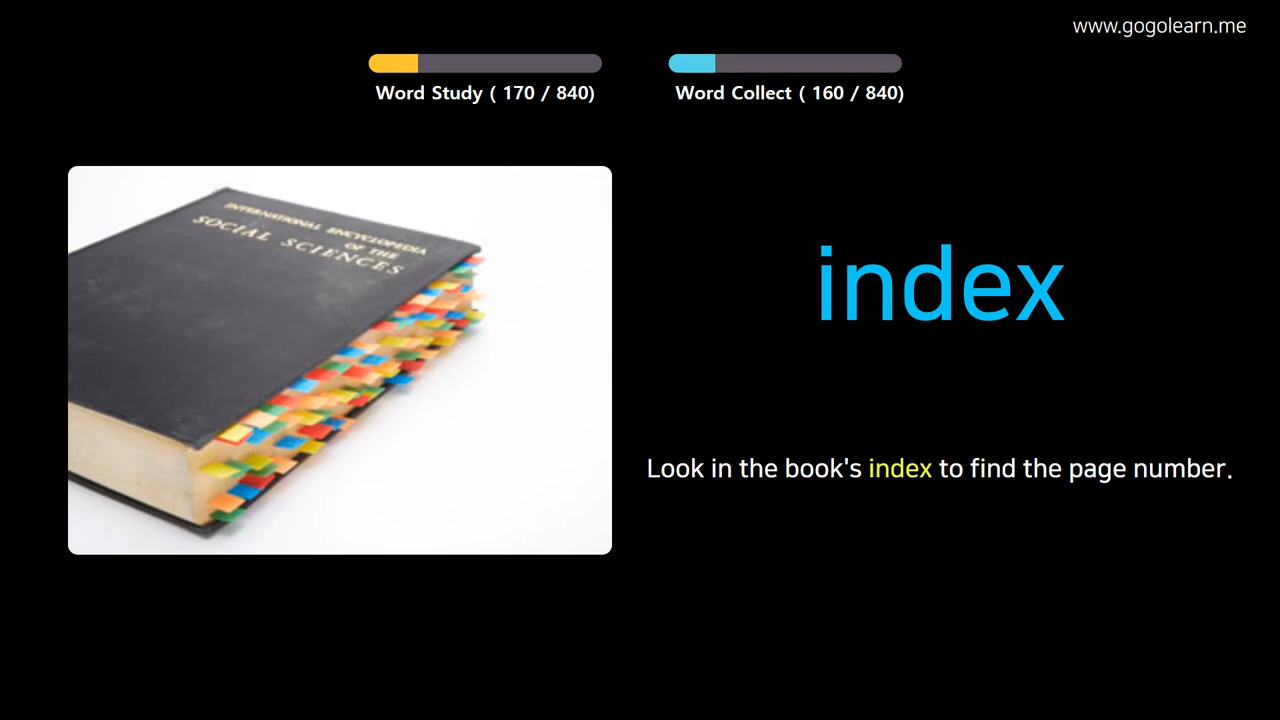 www.gogolearn.me
Word Study ( 170 / 840)
Word Collect ( 160 / 840)
INTERNATIONAL ENCYCLOPEDIA
OF THE
SOCIAL SCIENCES
index
Look in the book's index to find the page number.